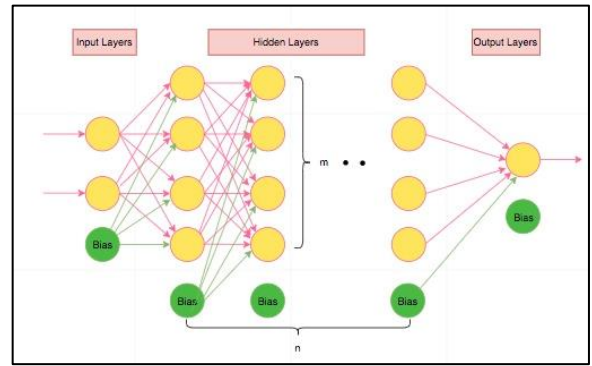 Input Layers
Hidden Layers
Output Layers
m
Bias
Bias
Bias
Bias
Bias
n